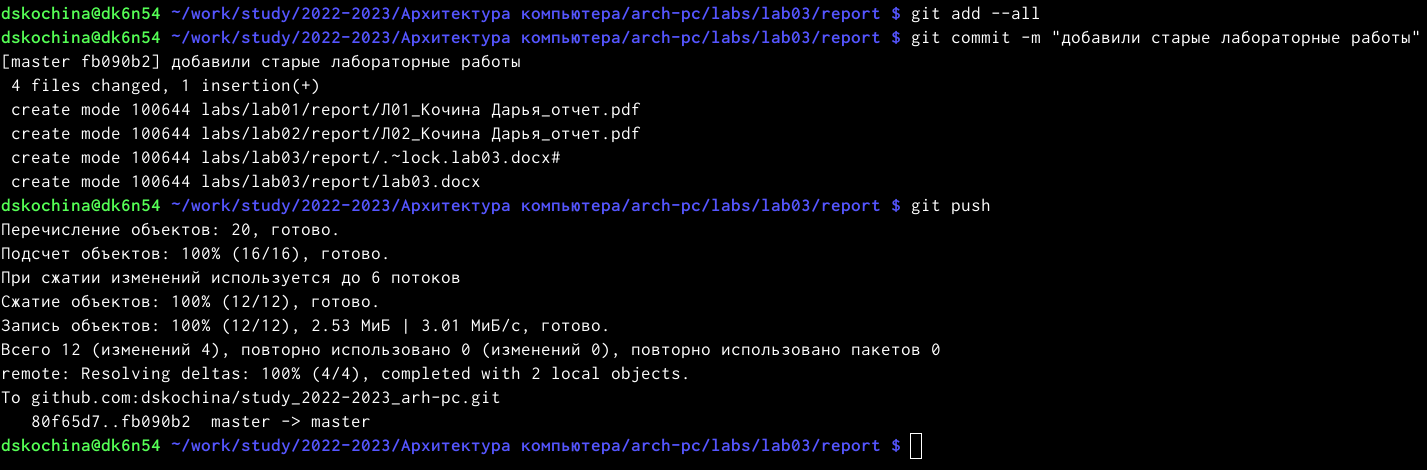 dskochina@dk6n54 ~/work/study/2022-2023/Архитектура компьютера/arch-pc/labs/lab03/report $ git add --all
dskochina@dk6n54 ~/work/study/2022-2023/Архитектура компьютера/arch-pc/labs/lab03/report $ git commit -m "добавили старые лабораторные работы"
[master fb090b2] добавили старые лабораторные работы
 4 files changed, 1 insertion(+)
 create mode 100644 labs/lab01/report/Л01_Кочина Дарья_отчет.pdf
 create mode 100644 labs/lab02/report/Л02_Кочина Дарья_отчет.pdf
 create mode 100644 labs/lab03/report/.~lock.lab03.docx#
 create mode 100644 labs/lab03/report/lab03.docx
dskochina@dk6n54 ~/work/study/2022-2023/Архитектура компьютера/arch-pc/labs/lab03/report $ git push
Перечисление объектов: 20, готово.
Подсчет объектов: 100% (16/16), готово.
При сжатии изменений используется до 6 потоков
Сжатие объектов: 100% (12/12), готово.
Запись объектов: 100% (12/12), 2.53 МиБ | 3.01 МиБ/с, готово.
Всего 12 (изменений 4), повторно использовано 0 (изменений 0), повторно использовано пакетов 0
remote: Resolving deltas: 100% (4/4), completed with 2 local objects.
To github.com:dskochina/study_2022-2023_arh-pc.git
   80f65d7..fb090b2  master -> master
dskochina@dk6n54 ~/work/study/2022-2023/Архитектура компьютера/arch-pc/labs/lab03/report $